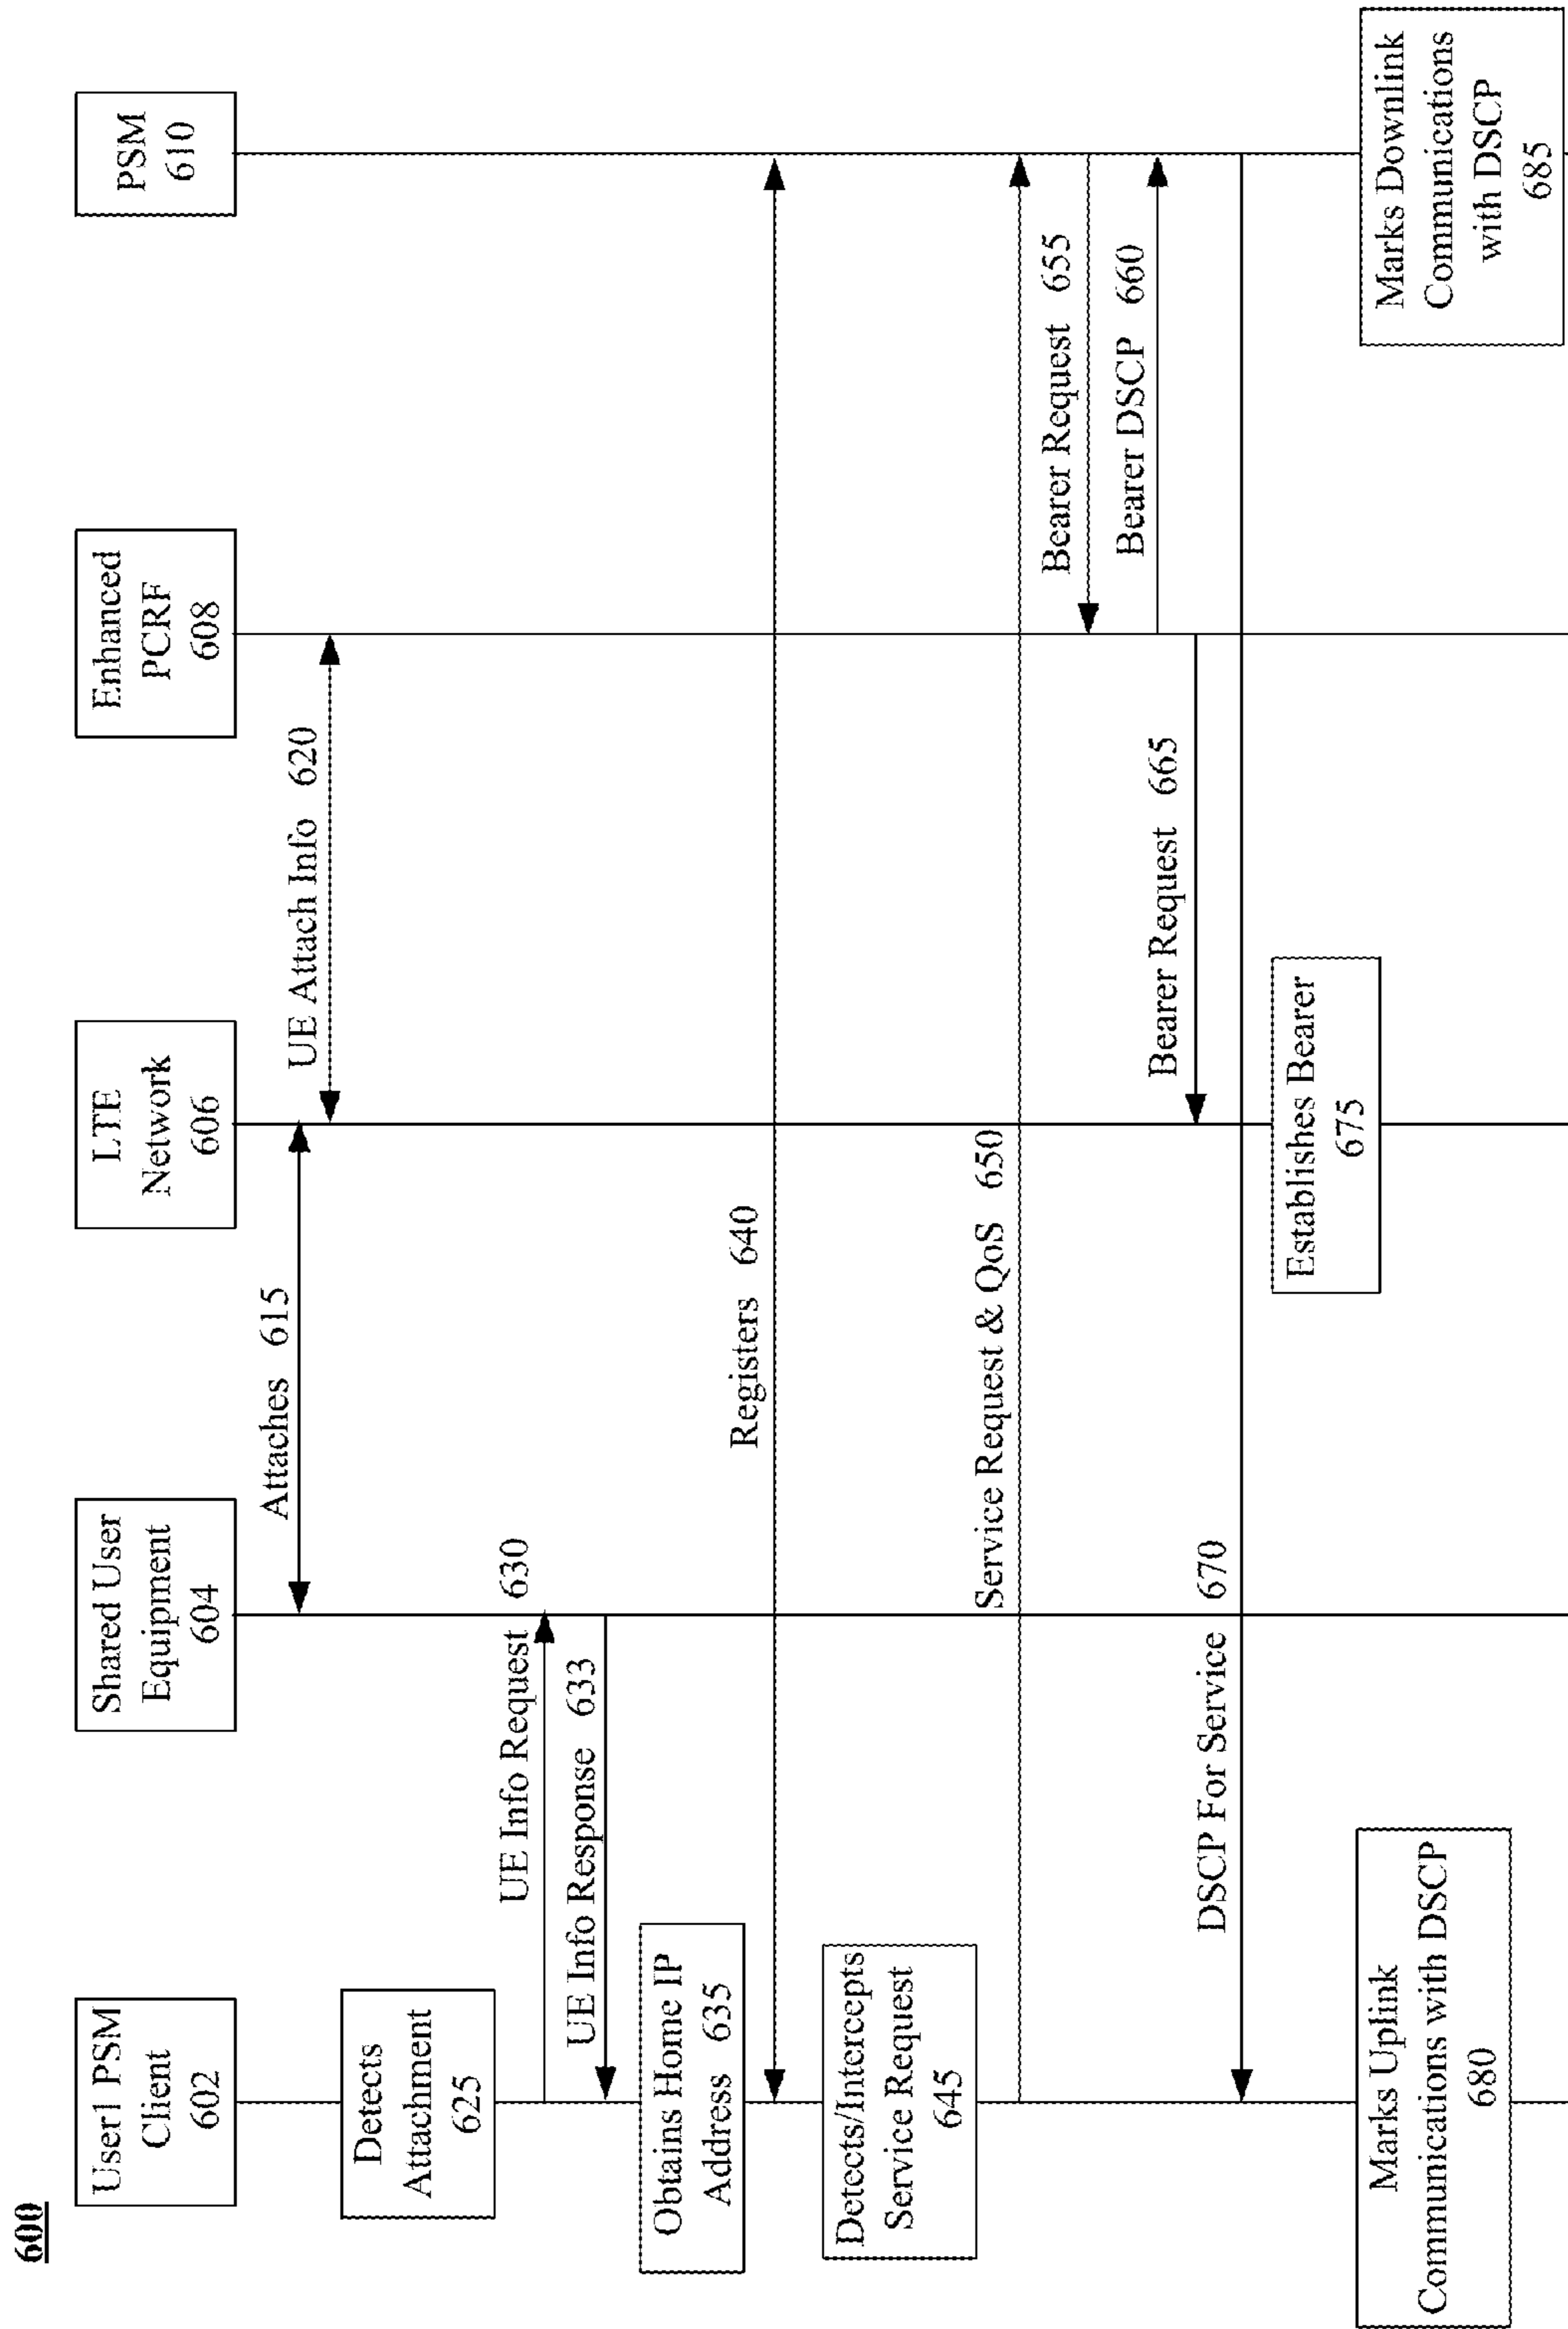 600
User1 PSM
Client
602
Shared User
Equipment
604
LTE
Network
606
Enhanced
PCRF
608
PSM
610
Attaches 615
UE Attach Info 620
Detects
Attachment
625
UE Info Request 630
UE Info Response 633
Obtains Home IP
Address 635
Registers 640
Detects/Intercepts
Service Request
645
Service Request & QoS 650
Bearer Request 655
Bearer DSCP 660
Bearer Request 665
DSCP For Service 670
Establishes Bearer
675
Marks Uplink
Communications with DSCP
680
Marks Downlink
Communications
with DSCP
685